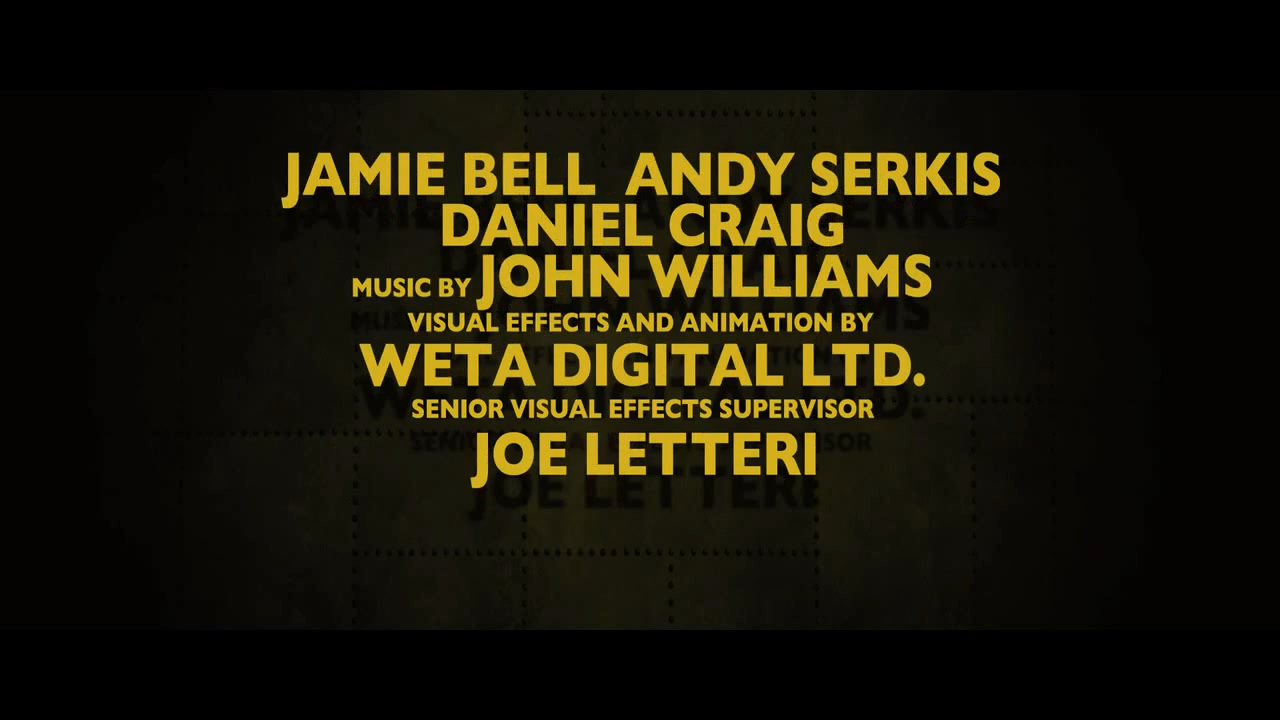 JAMIE BELL ANDY SERKIS
DANIEL CRAIG
MUSIC BY JOHN WILLIAMS
VISUAL EFFECTS AND ANIMATION BY
WETA DIGITAL LTD.
SENIOR VISUAL EFFECTS SUPERVISOR
JOE LETTERI